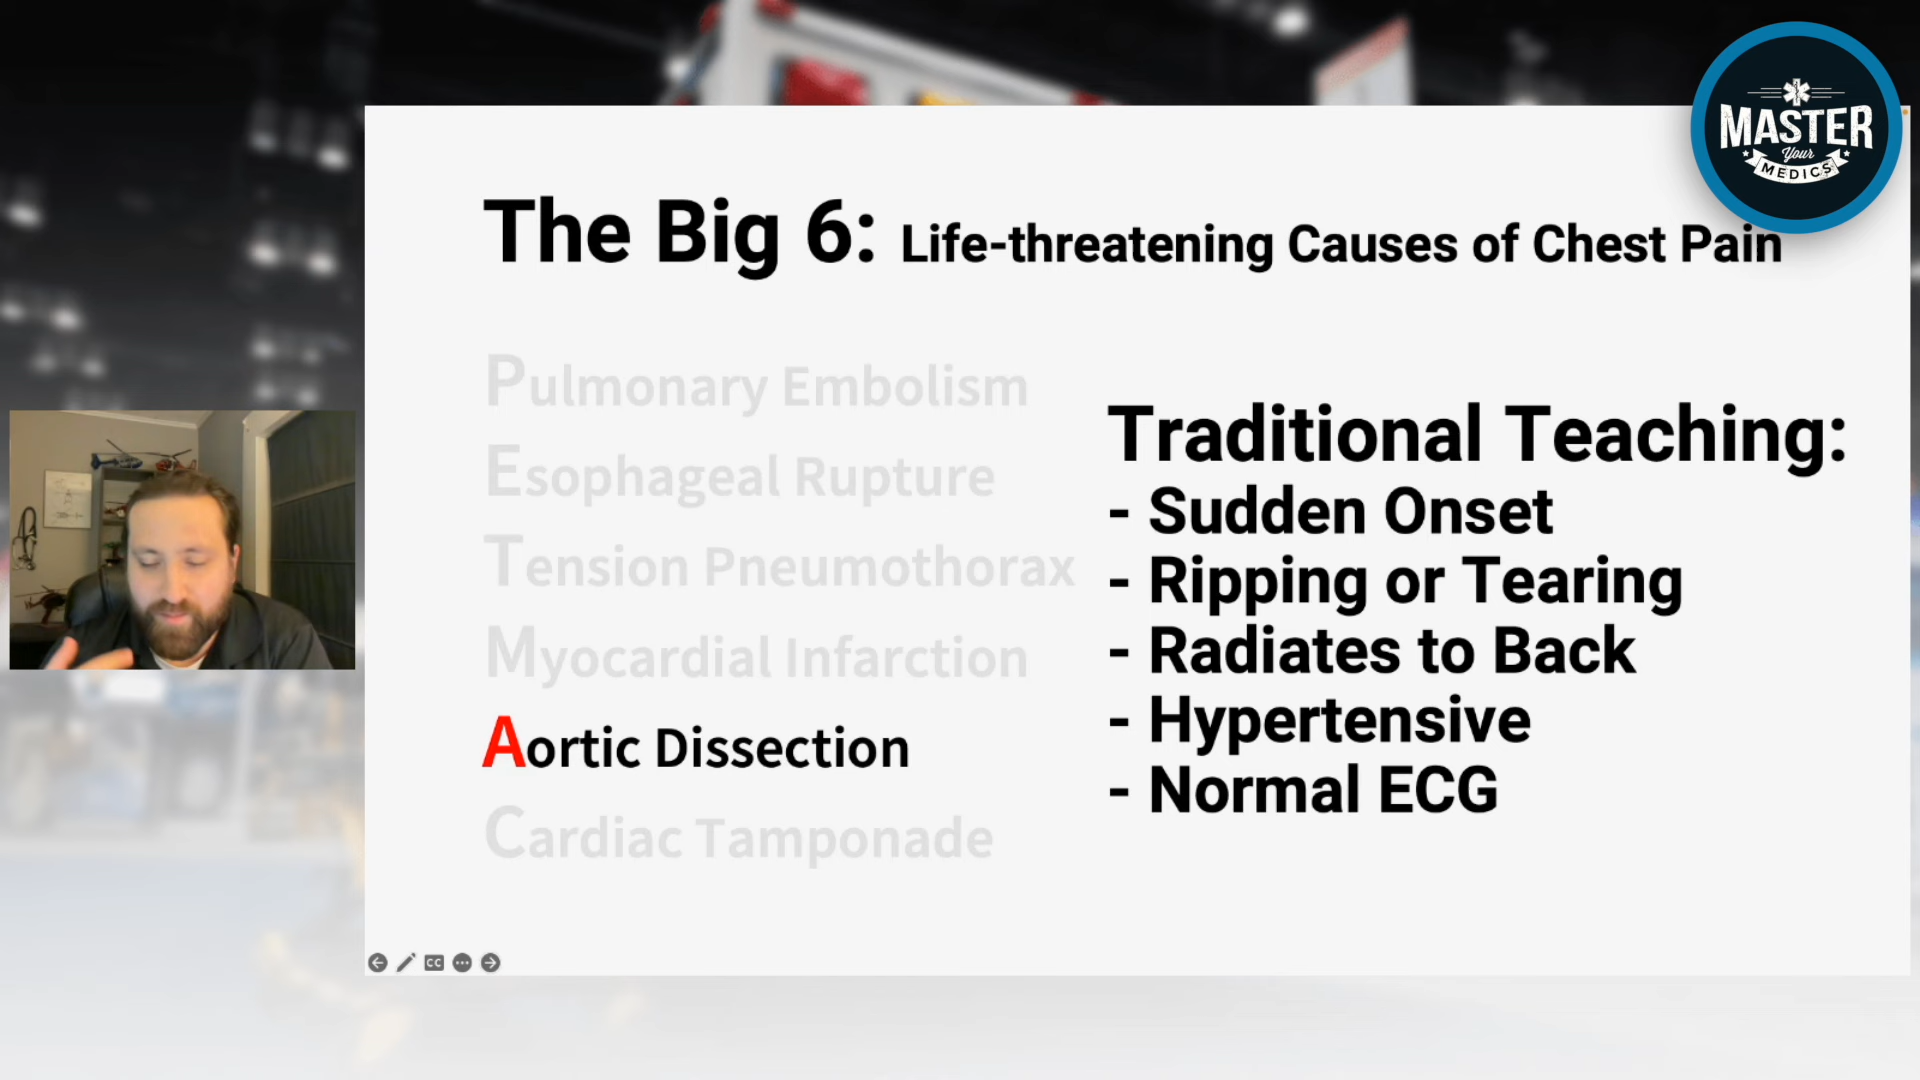 MASTER
Your
MEDICS
The Big 6: Life-threatening Causes of Chest Pain
Pulmonary Embolism
Esophageal Rupture
Tension Pneumothorax
Myocardial Infarction
Aortic Dissection
Cardiac Tamponade
Traditional Teaching:
- Sudden Onset
- Ripping or Tearing
- Radiates to Back
- Hypertensive
- Normal ECG
CC